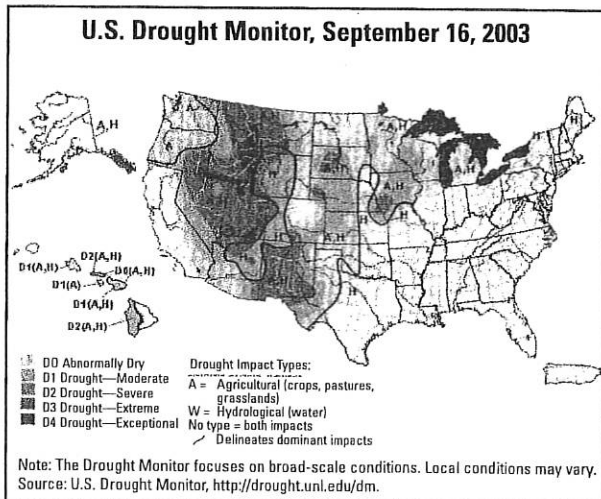 U.S. Drought Monitor, September 16, 2003
A,H
A
A
H
A,H
H
H
A,H
A,H
A,H
H
H
H
A,H
H
H
D1(A,H)
D2(A,H)
D0(A,H)
D1(A)
D1(A,H)
D2(A,H)
D0 Abnormally Dry
D1 Drought—Moderate
D2 Drought—Severe
D3 Drought—Extreme
D4 Drought—Exceptional
Drought Impact Types:
A = Agricultural (crops, pastures,
grasslands)
W = Hydrological (water)
No type = both impacts
Delineates dominant impacts
Note: The Drought Monitor focuses on broad-scale conditions. Local conditions may vary.
Source: U.S. Drought Monitor, http://drought.unl.edu/dm.